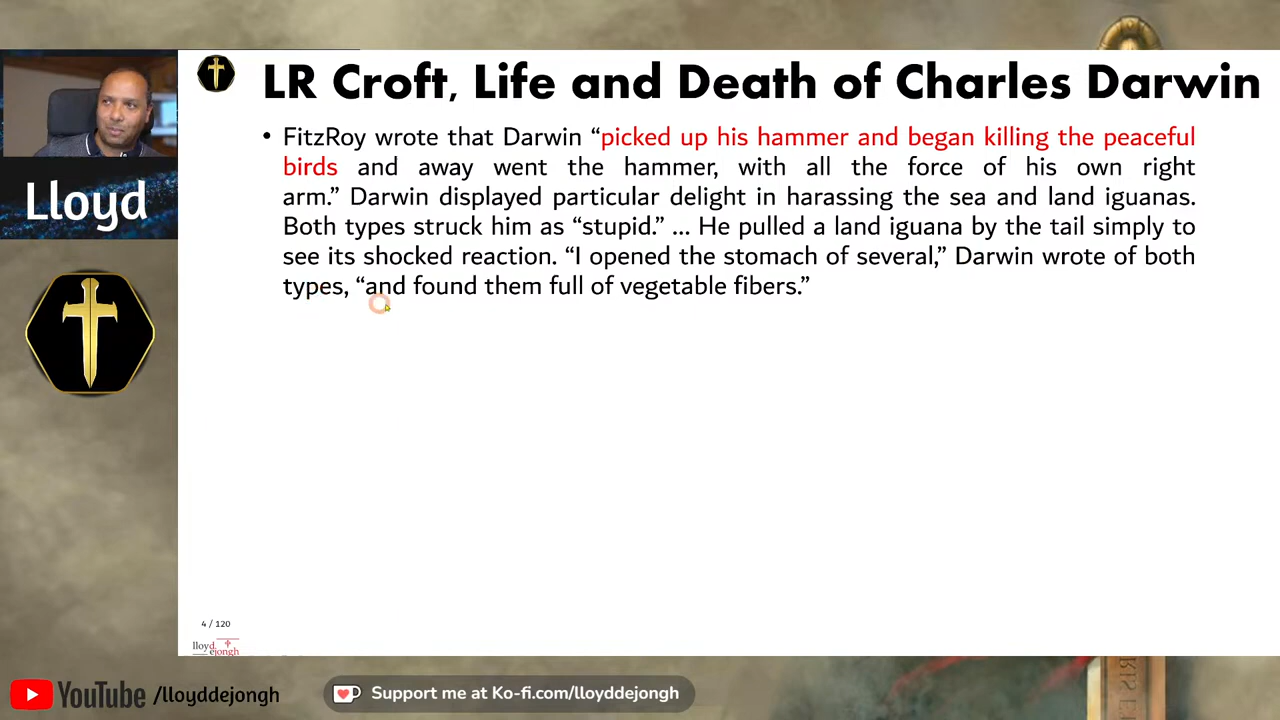 LR Croft, Life and Death of Charles Darwin
• FitzRoy wrote that Darwin “picked up his hammer and began killing the peaceful
birds and away went the hammer, with all the force of his own right
arm.” Darwin displayed particular delight in harassing the sea and land iguanas.
Both types struck him as “stupid.” ... He pulled a land iguana by the tail simply to
see its shocked reaction. “I opened the stomach of several,” Darwin wrote of both
types, “and found them full of vegetable fibers.”
Lloyd
4 / 120
lloyd
ejongh
YouTube /lloyddejongh
Support me at Ko-fi.com/lloyddejongh